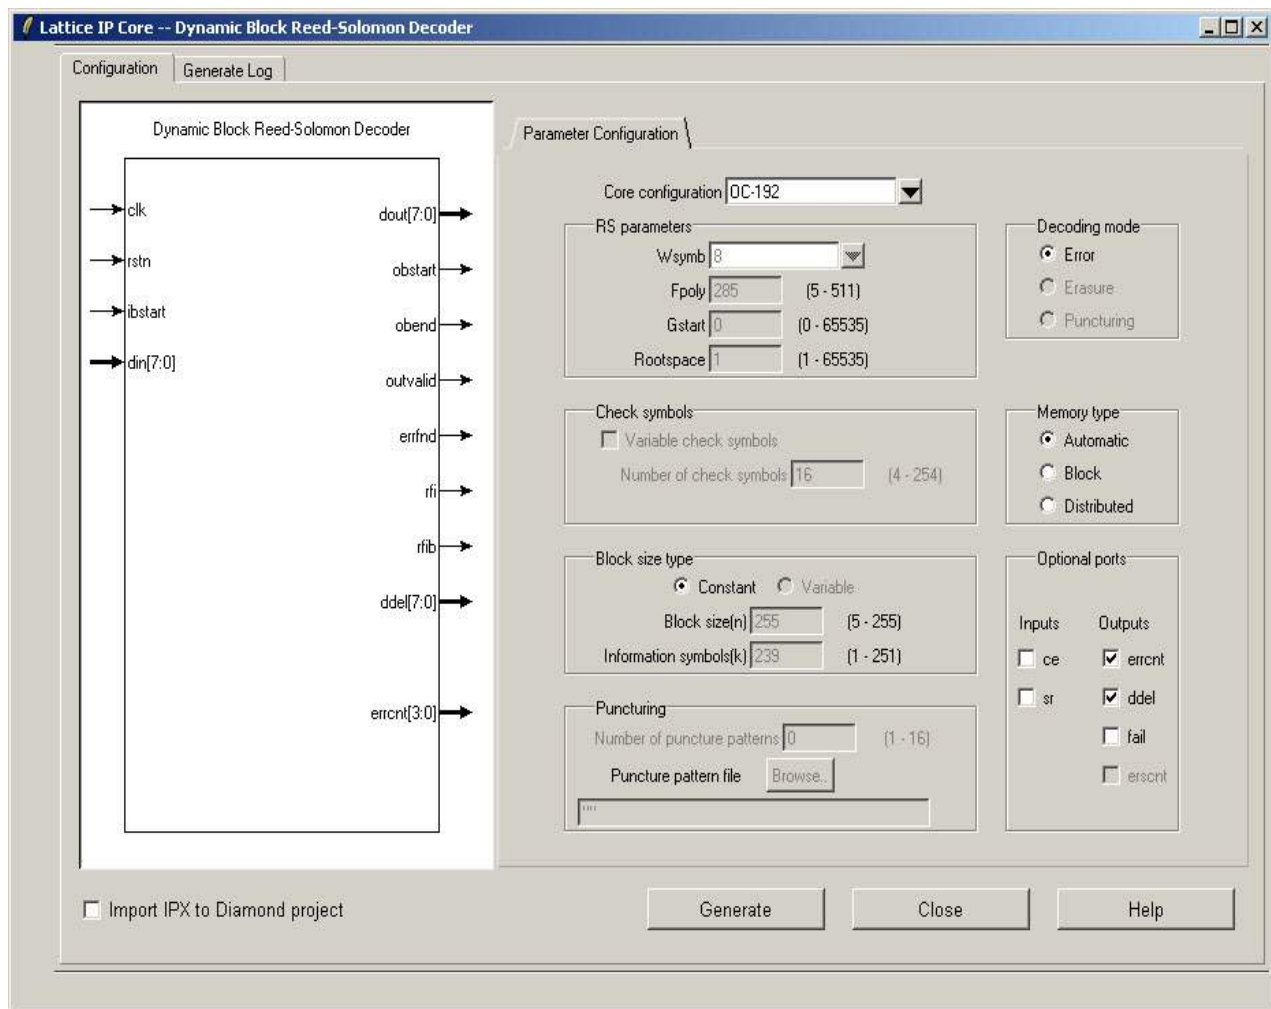 Lattice IP Core -- Dynamic Block Reed-Solomon Decoder
Configuration
Generate Log
Dynamic Block Reed-Solomon Decoder
clk
rstn
ibstart
din[7:0]
dout[7:0]
obstart
obend
outvalid
errfnd
rfi
rfib
ddel[7:0]
errcnt[3:0]
Parameter Configuration
Core configuration OC-192
RS parameters
Wsymb 8
Fpoly 285 (5 - 511)
Gstart 0 (0 - 65535)
Rootspace 1 (1 - 65535)
Decoding mode
Error
Erasure
Puncturing
Check symbols
Variable check symbols
Number of check symbols 16 (4 - 254)
Memory type
Automatic
Block
Distributed
Block size type
Constant Variable
Block size(n) 255 (5 - 255)
Information symbols(k) 239 (1 - 251)
Puncturing
Number of puncture patterns 0 (1 - 16)
Puncture pattern file Browse..
""
Optional ports
Inputs Outputs
ce errcnt
sr ddel
fail
erscnt
Import IPX to Diamond project
Generate
Close
Help